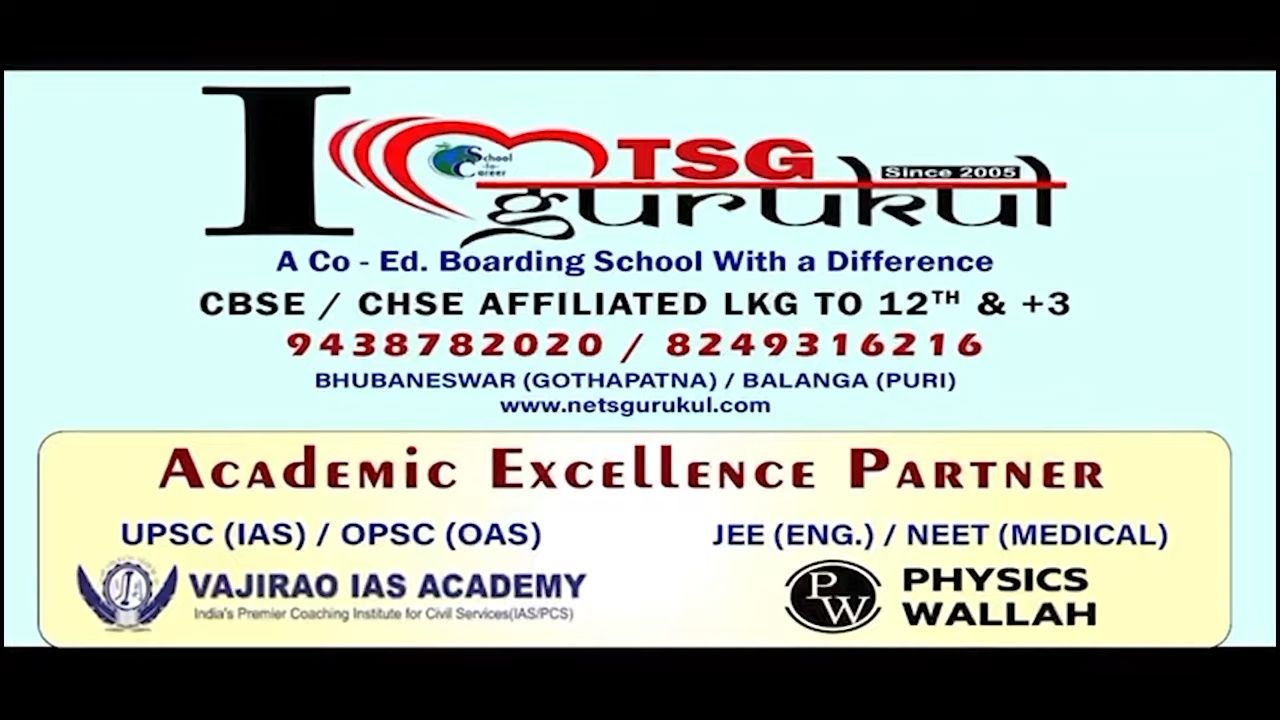 I
School
-to-
Career
TSG
Since 2005
gurukul
A Co - Ed. Boarding School With a Difference
CBSE / CHSE AFFILIATED LKG TO 12TH & +3
9438782020 / 8249316216
BHUBANESWAR (GOTHAPATNA) / BALANGA (PURI)
www.netsgurukul.com
ACADEMIC EXCELLENCE PARTNER
UPSC (IAS) / OPSC (OAS)
VAJIRAO IAS ACADEMY
India's Premier Coaching Institute for Civil Services(IAS/PCS)
JEE (ENG.) / NEET (MEDICAL)
PW
PHYSICS
WALLAH